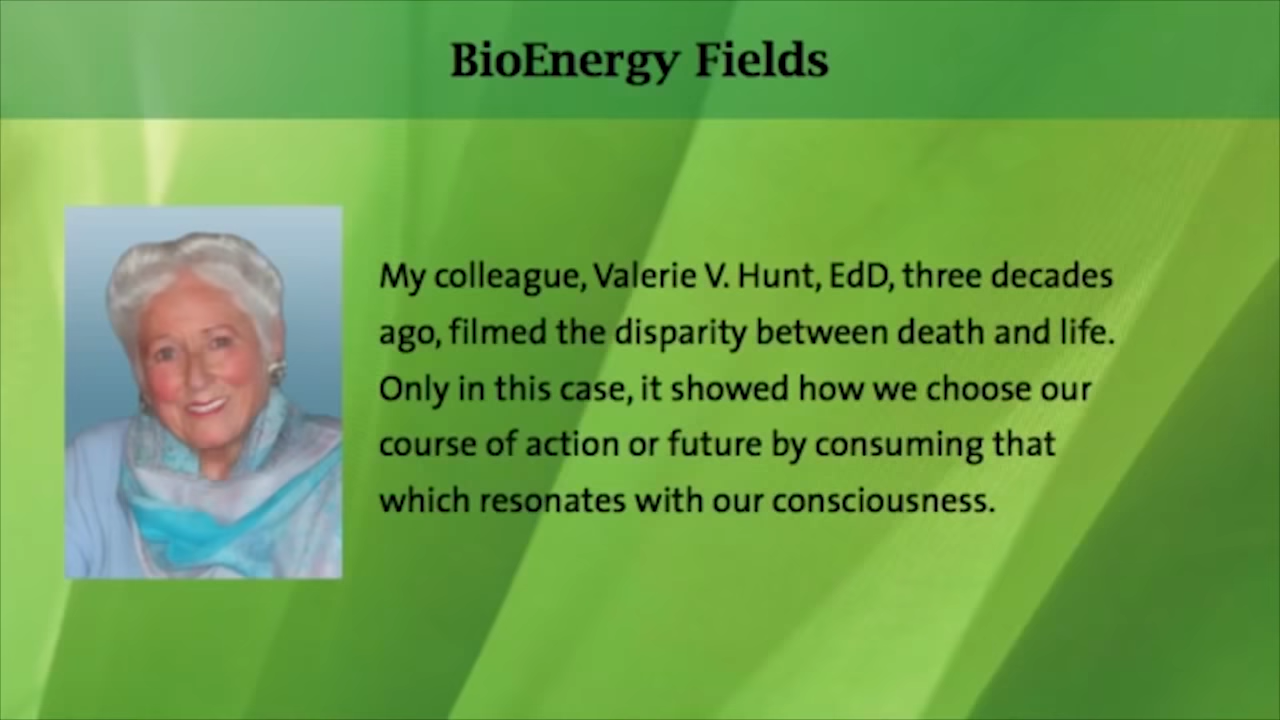 BioEnergy Fields
My colleague, Valerie V. Hunt, EdD, three decades
ago, filmed the disparity between death and life.
Only in this case, it showed how we choose our
course of action or future by consuming that
which resonates with our consciousness.